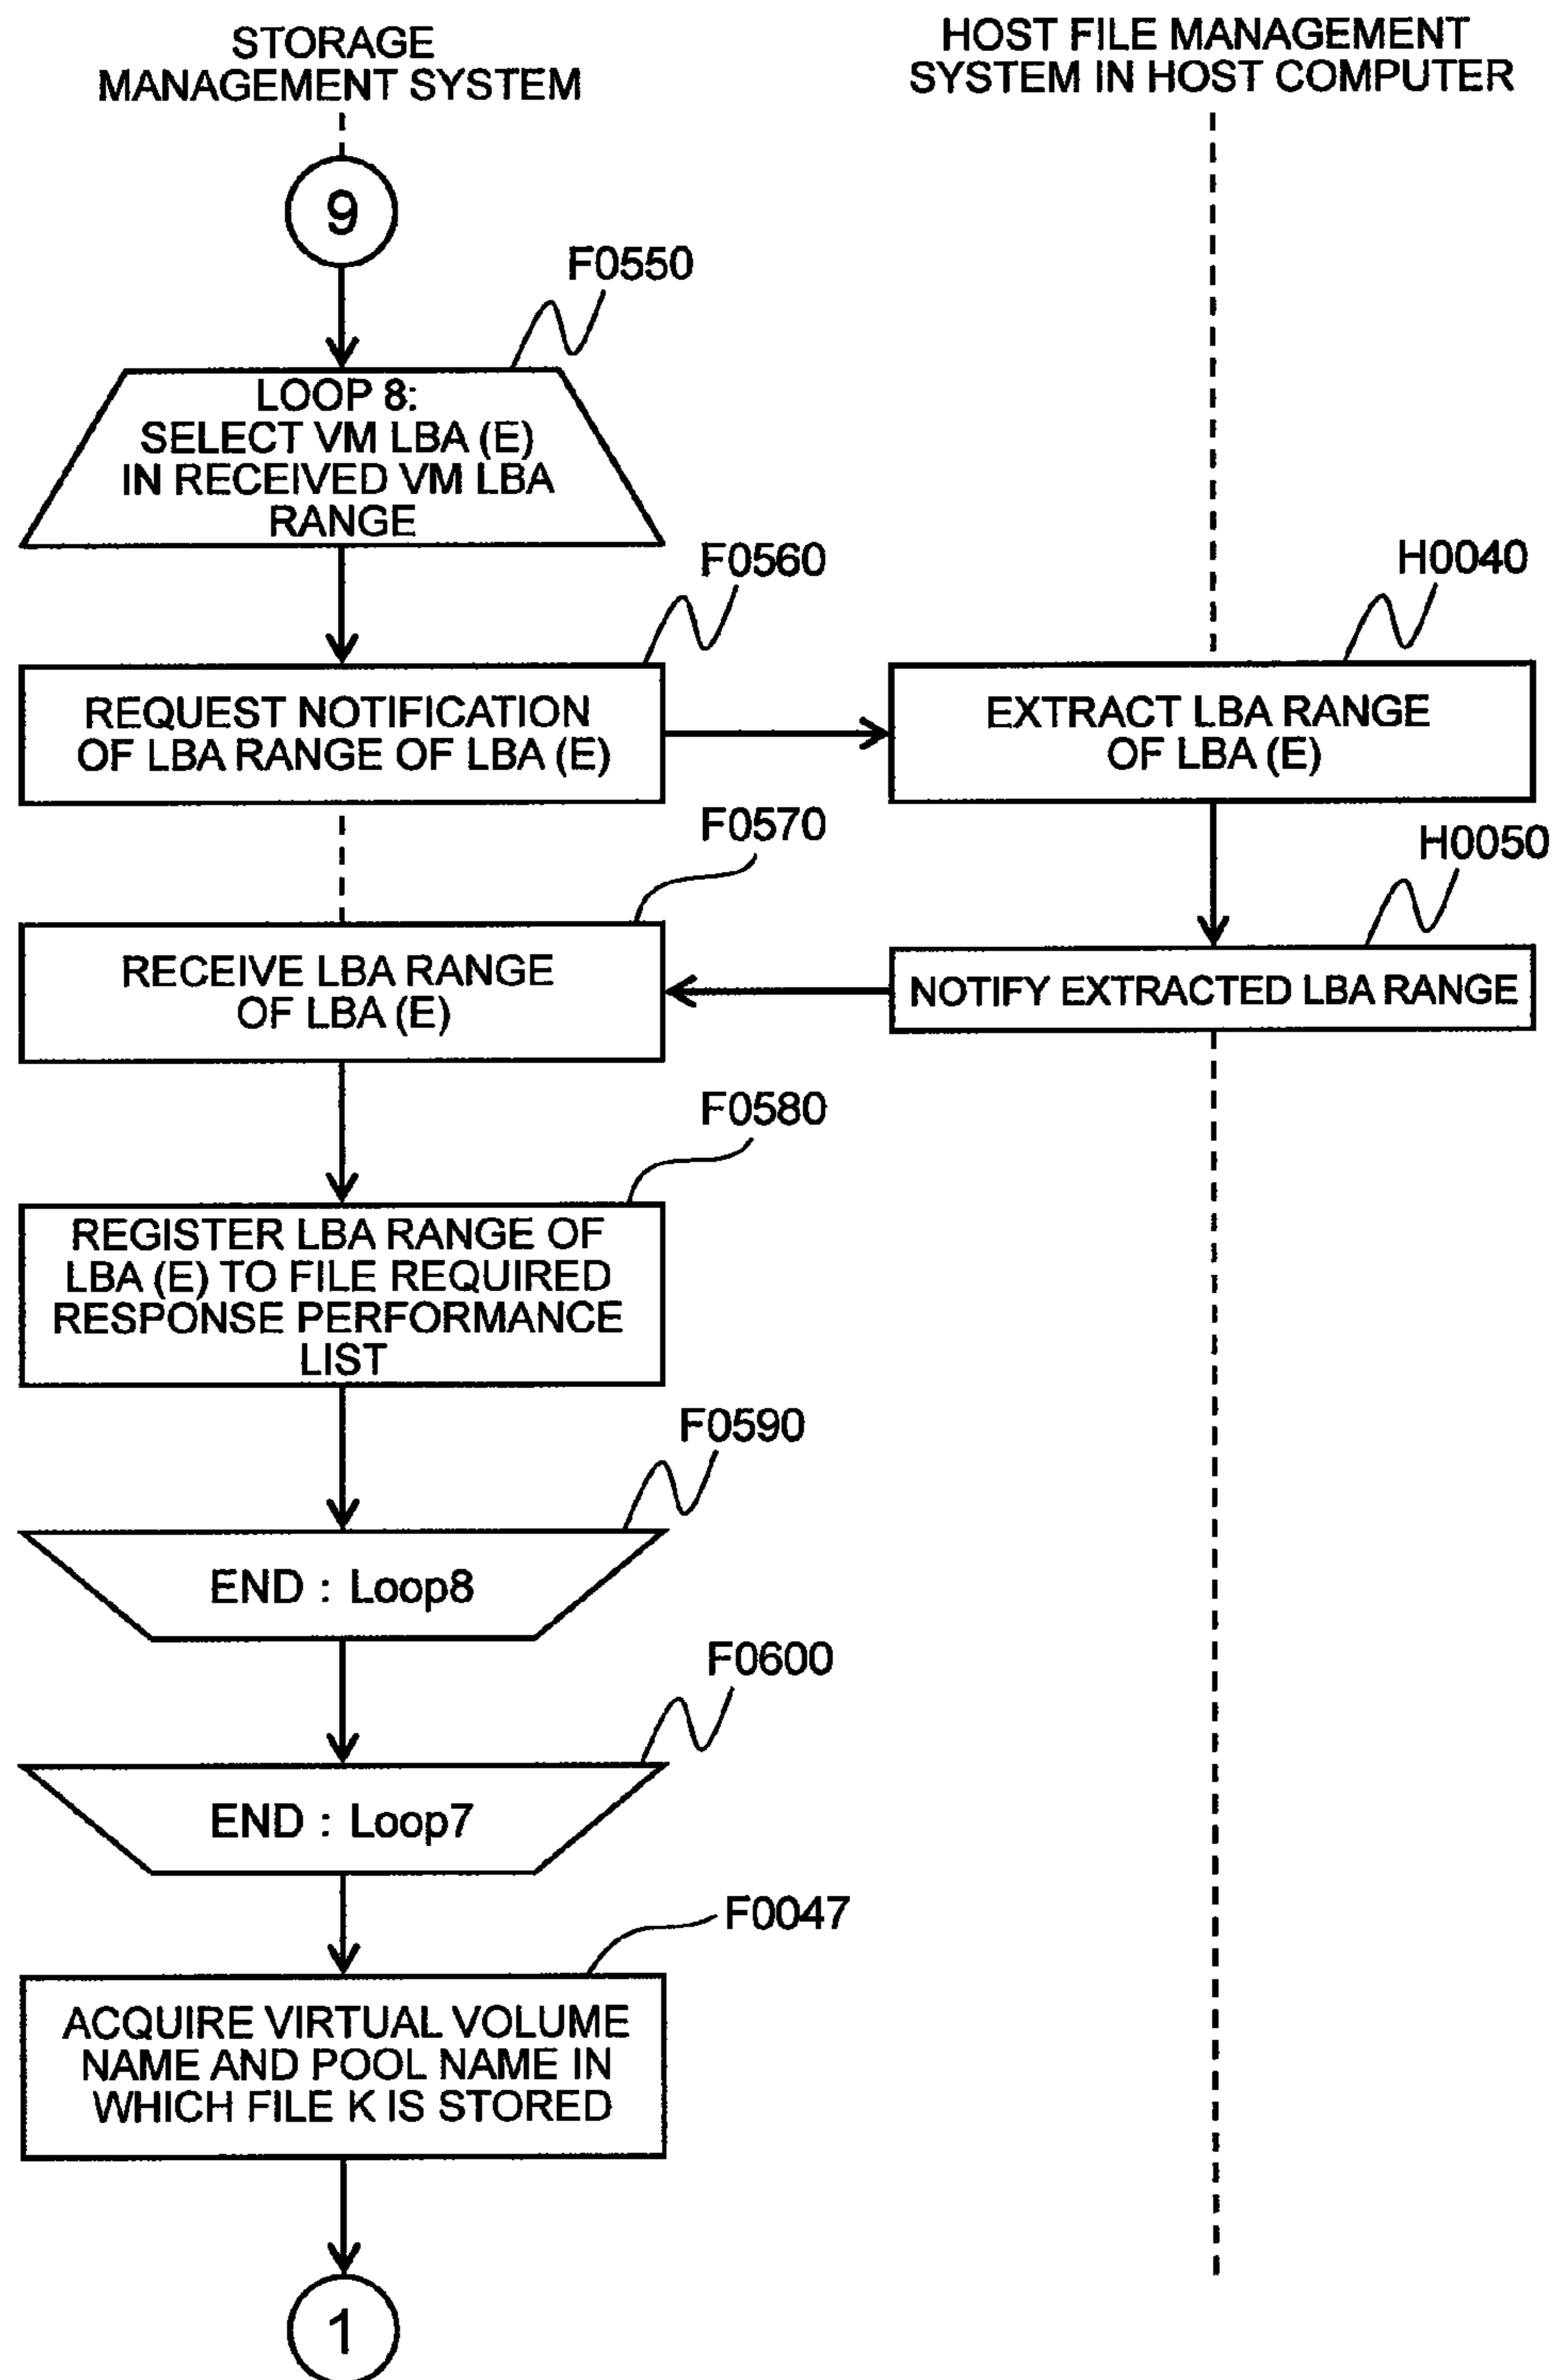 STORAGE
MANAGEMENT SYSTEM
HOST FILE MANAGEMENT
SYSTEM IN HOST COMPUTER
9
F0550
LOOP 8:
SELECT VM LBA (E)
IN RECEIVED VM LBA
RANGE
F0560
REQUEST NOTIFICATION
OF LBA RANGE OF LBA (E)
H0040
EXTRACT LBA RANGE
OF LBA (E)
F0570
RECEIVE LBA RANGE
OF LBA (E)
H0050
NOTIFY EXTRACTED LBA RANGE
F0580
REGISTER LBA RANGE OF
LBA (E) TO FILE REQUIRED
RESPONSE PERFORMANCE
LIST
F0590
END : Loop8
F0600
END : Loop7
F0047
ACQUIRE VIRTUAL VOLUME
NAME AND POOL NAME IN
WHICH FILE K IS STORED
1